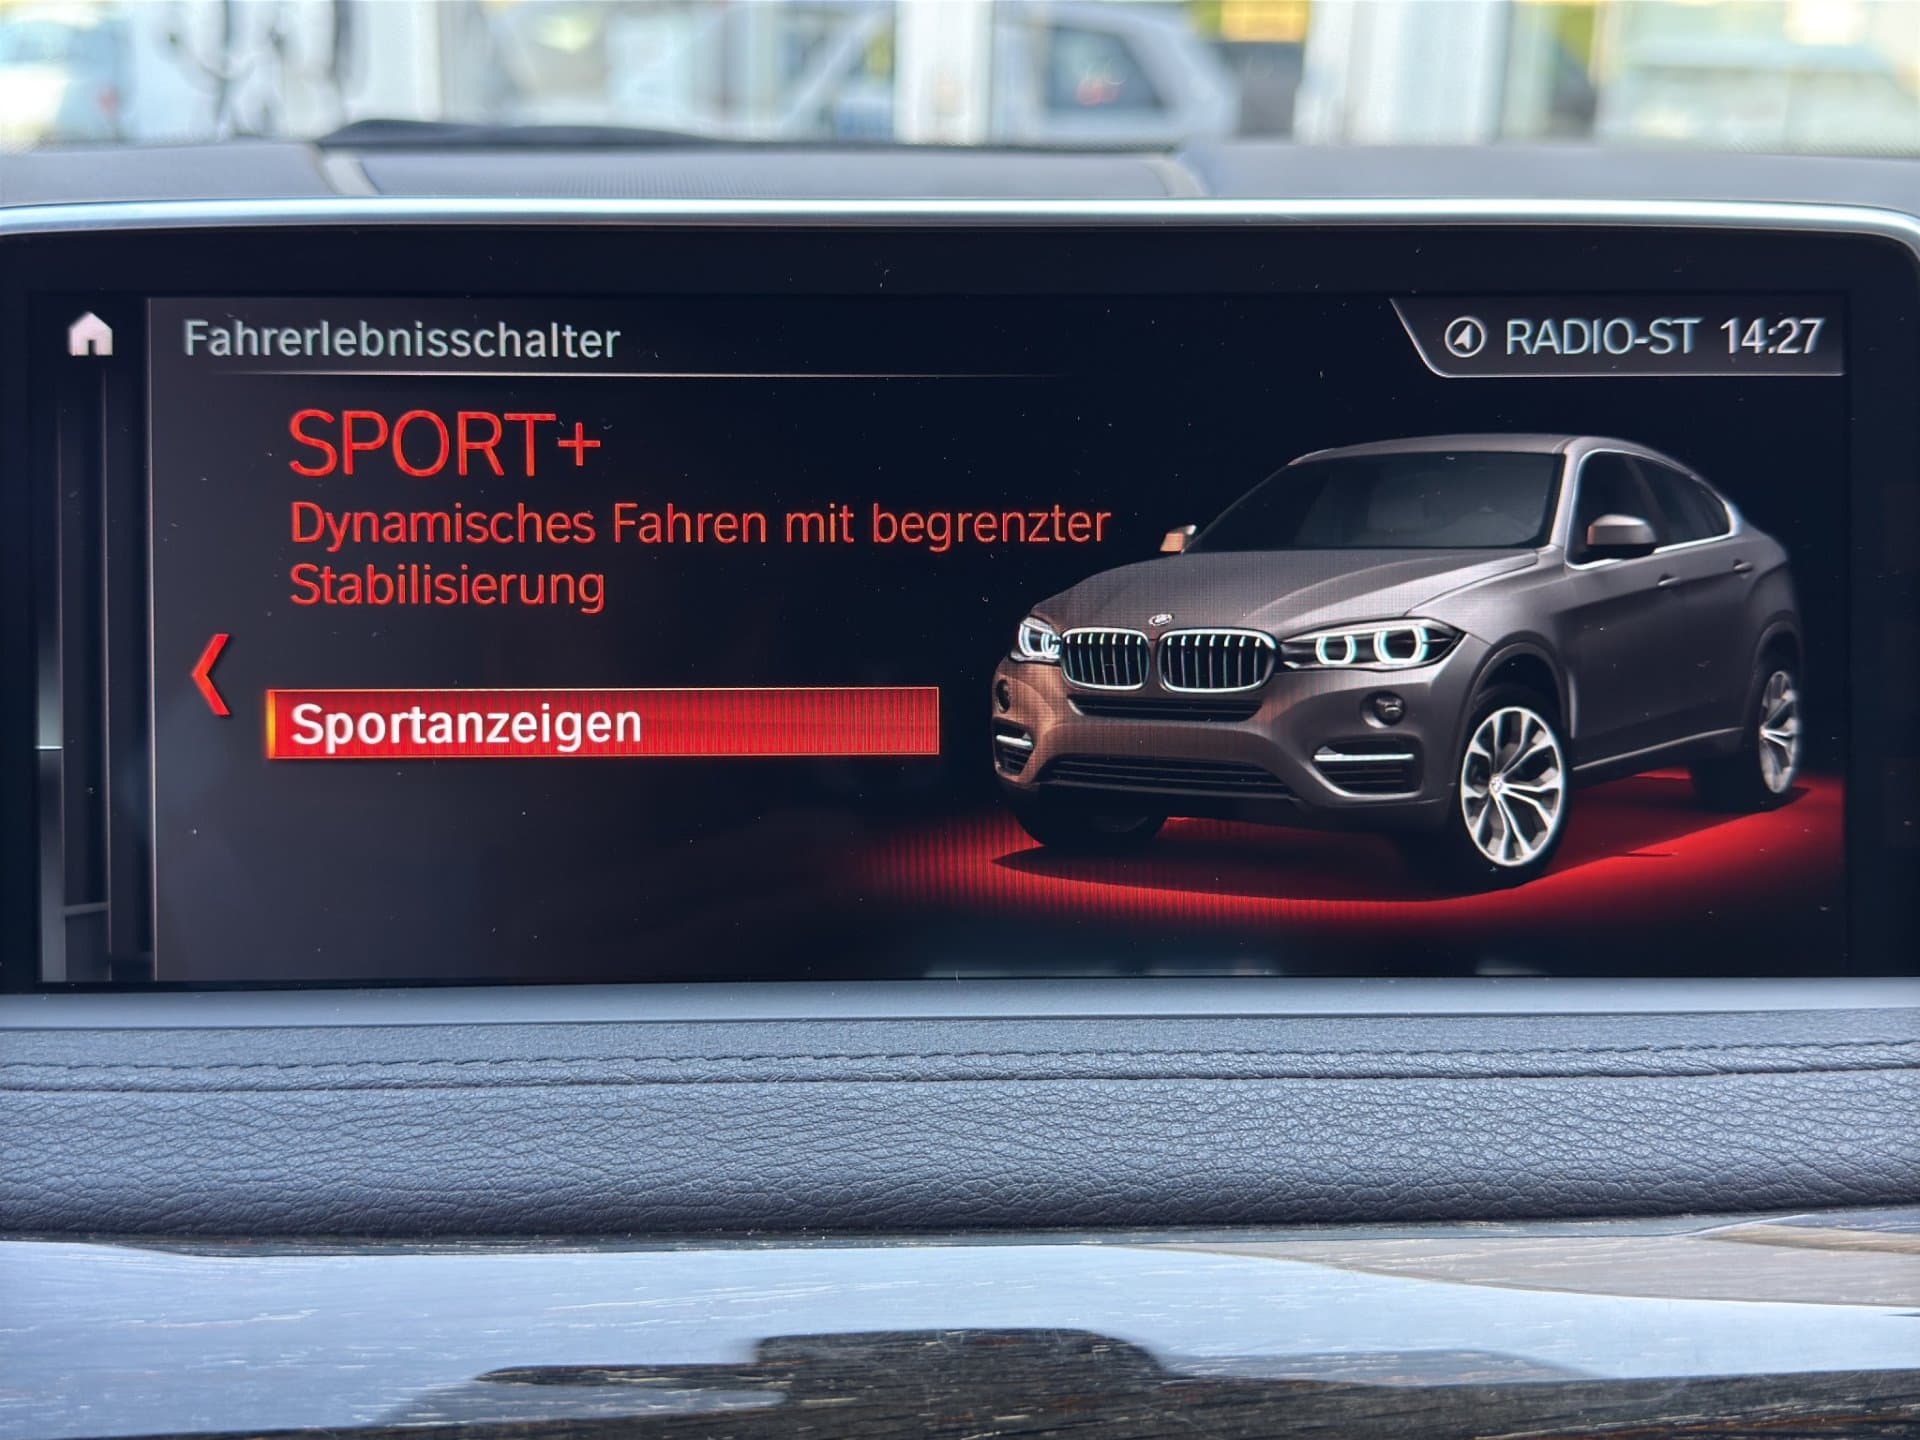 Fahrerlebnisschalter
RADIO-ST 14:27
SPORT+
Dynamisches Fahren mit begrenzter
Stabilisierung
Sportanzeigen